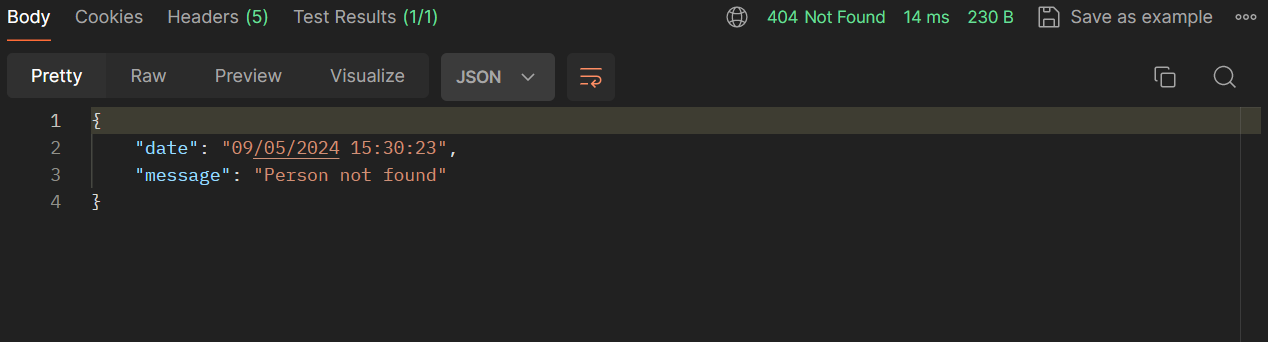 Body Cookies Headers (5) Test Results (1/1) 404 Not Found 14 ms 230 B Save as example
Pretty Raw Preview Visualize JSON
1 {
2 "date": "09/05/2024 15:30:23",
3 "message": "Person not found"
4 }